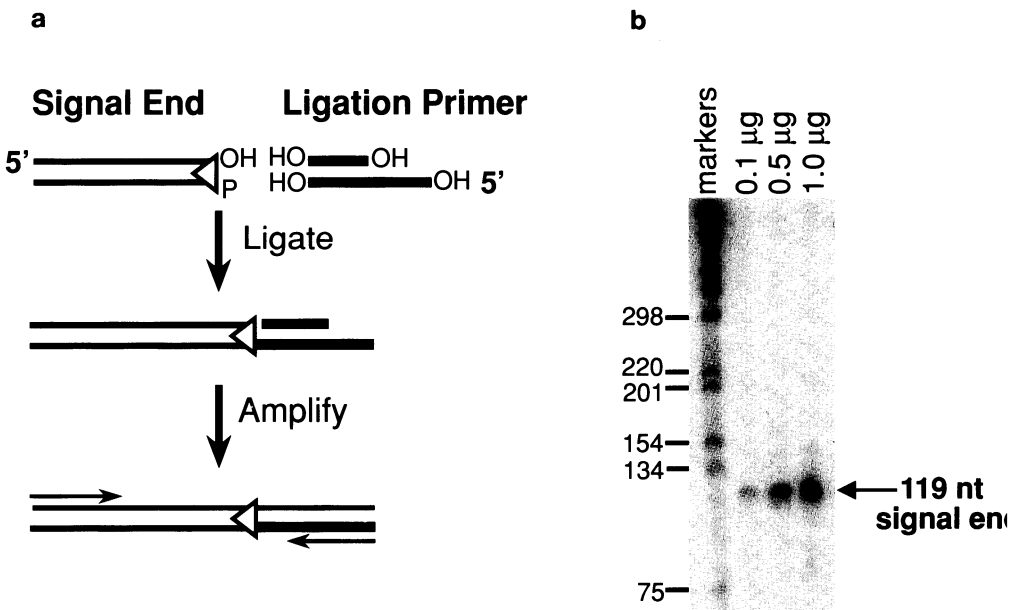 a
Signal End
Ligation Primer
5'
OH
P
HO
OH
HO
OH 5'
Ligate
Amplify
b
markers
0.1 µg
0.5 µg
1.0 µg
298
220
201
154
134
75
119 nt
signal en